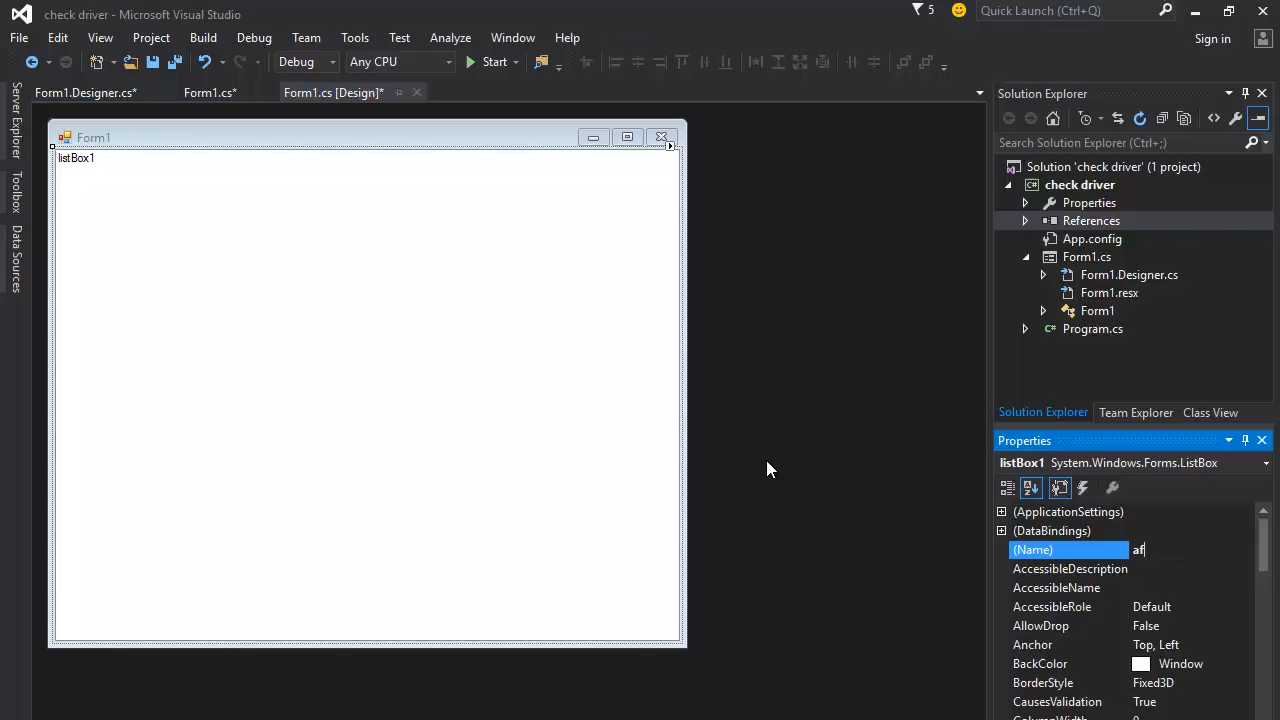 check driver - Microsoft Visual Studio
5
Quick Launch (Ctrl+Q)
File Edit View Project Build Debug Team Tools Test Analyze Window Help
Sign in
Debug Any CPU Start
Server Explorer
Toolbox
Data Sources
Form1.Designer.cs* Form1.cs* Form1.cs [Design]*
Form1
listBox1
Solution Explorer
Search Solution Explorer (Ctrl+;)
Solution 'check driver' (1 project)
C# check driver
Properties
References
App.config
Form1.cs
Form1.Designer.cs
Form1.resx
Form1
C# Program.cs
Solution Explorer Team Explorer Class View
Properties
listBox1 System.Windows.Forms.ListBox
(ApplicationSettings)
(DataBindings)
(Name) af
AccessibleDescription
AccessibleName
AccessibleRole Default
AllowDrop False
Anchor Top, Left
BackColor Window
BorderStyle Fixed3D
CausesValidation True
ColumnWidth 0